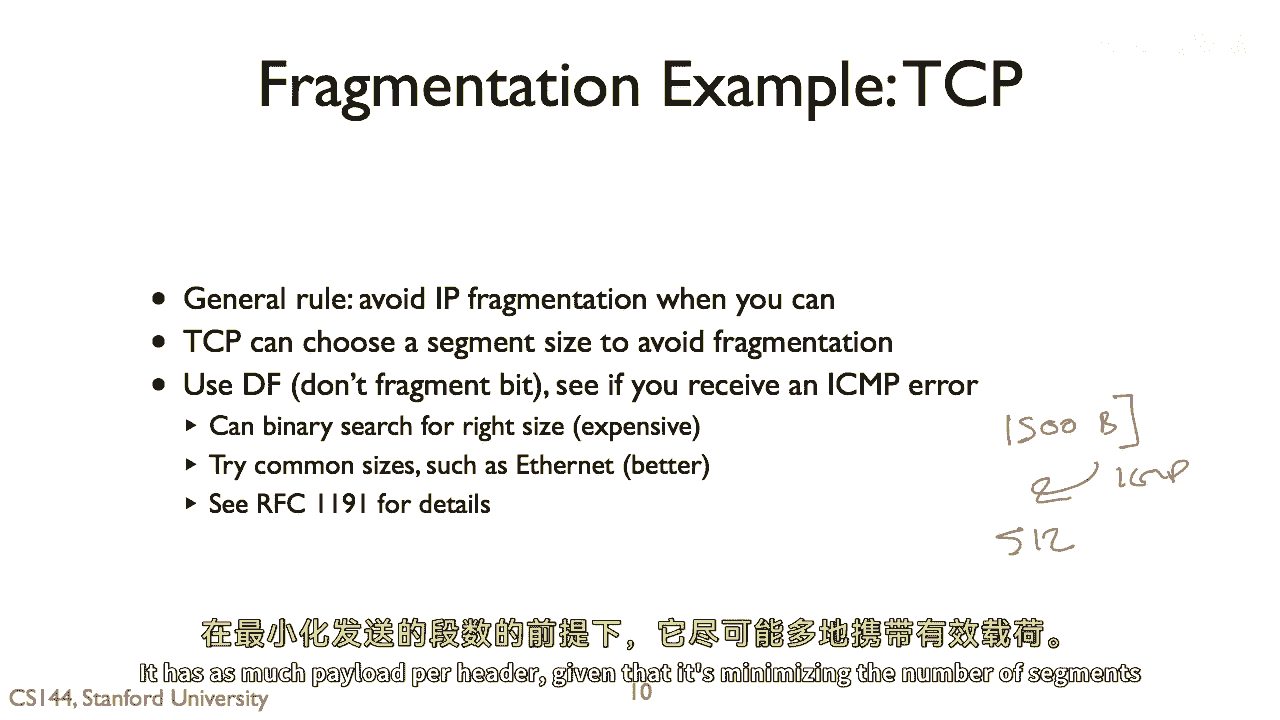 Fragmentation Example: TCP
• General rule: avoid IP fragmentation when you can
• TCP can choose a segment size to avoid fragmentation
• Use DF (don't fragment bit), see if you receive an ICMP error
‣ Can binary search for right size (expensive)
‣ Try common sizes, such as Ethernet (better)
‣ See RFC 1191 for details
1500 B]
ICMP
512
在最小化发送的段数的前提下，它尽可能多地携带有效载荷。
It has as much payload per header, given that it's minimizing the number of segments
CS144, Stanford University
10